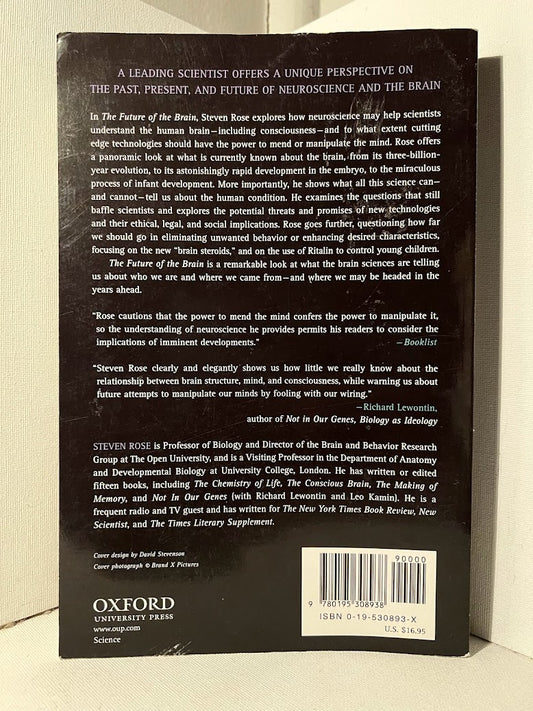 A LEADING SCIENTIST OFFERS A UNIQUE PERSPECTIVE ON
THE PAST, PRESENT, AND FUTURE OF NEUROSCIENCE AND THE BRAIN
In The Future of the Brain, Steven Rose explores how neuroscience may help scientists
understand the human brain—including consciousness—and to what extent cutting
edge technologies should have the power to mend or manipulate the mind. Rose offers
a panoramic look at what is currently known about the brain, from its three-billion-
year evolution, to its astonishingly rapid development in the embryo, to the miraculous
process of infant development. More importantly, he shows what all this science can—
and cannot—tell us about the human condition. He examines the questions that still
baffle scientists and explores the potential threats and promises of new technologies
and their ethical, legal, and social implications. Rose goes further, questioning how far
we should go in eliminating unwanted behavior or enhancing desired characteristics,
focusing on the new “brain steroids,” and on the use of Ritalin to control young children.
The Future of the Brain is a remarkable look at what the brain sciences are telling
us about who we are and where we came from—and where we may be headed in the
years ahead.
“Rose cautions that the power to mend the mind confers the power to manipulate it,
so the understanding of neuroscience he provides permits his readers to consider the
implications of imminent developments.” —Booklist
“Steven Rose clearly and elegantly shows us how little we really know about the
relationship between brain structure, mind, and consciousness, while warning us about
future attempts to manipulate our minds by fooling with our wiring.”
—Richard Lewontin,
author of Not in Our Genes, Biology as Ideology
STEVEN ROSE is Professor of Biology and Director of the Brain and Behavior Research
Group at The Open University, and is a Visiting Professor in the Department of Anatomy
and Developmental Biology at University College, London. He has written or edited
fifteen books, including The Chemistry of Life, The Conscious Brain, The Making of
Memory, and Not In Our Genes (with Richard Lewontin and Leo Kamin). He is a
frequent radio and TV guest and has written for The New York Times Book Review, New
Scientist, and The Times Literary Supplement.
Cover design by David Stevenson
Cover photograph © Brand X Pictures
OXFORD
UNIVERSITY PRESS
www.oup.com
Science
90000
9 780195 308938
ISBN 0-19-530893-X
U.S. $16.95